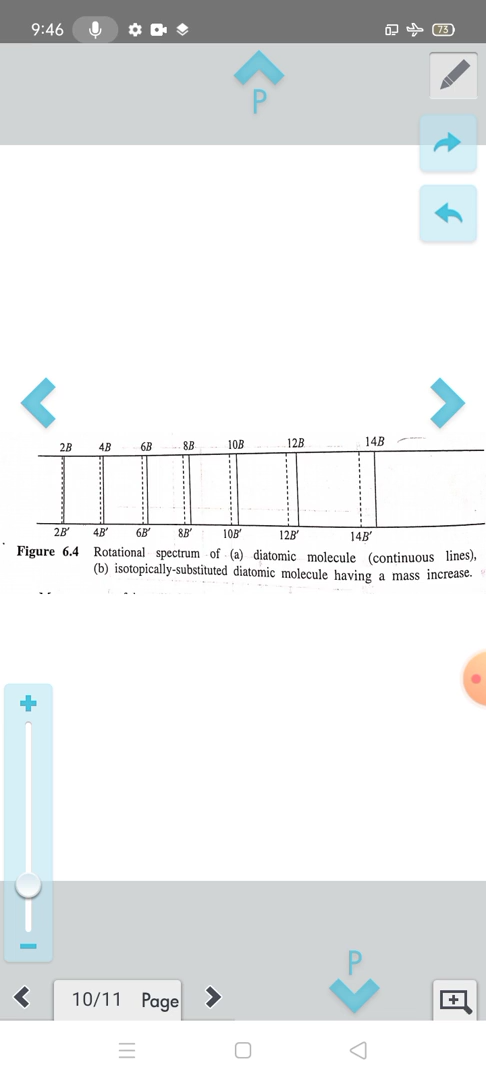 9:46
73
P
2B 4B 6B 8B 10B 12B 14B
2B′ 4B′ 6B′ 8B′ 10B′ 12B′ 14B′
Figure 6.4 Rotational spectrum of (a) diatomic molecule (continuous lines),
(b) isotopically-substituted diatomic molecule having a mass increase.
P
10/11 Page